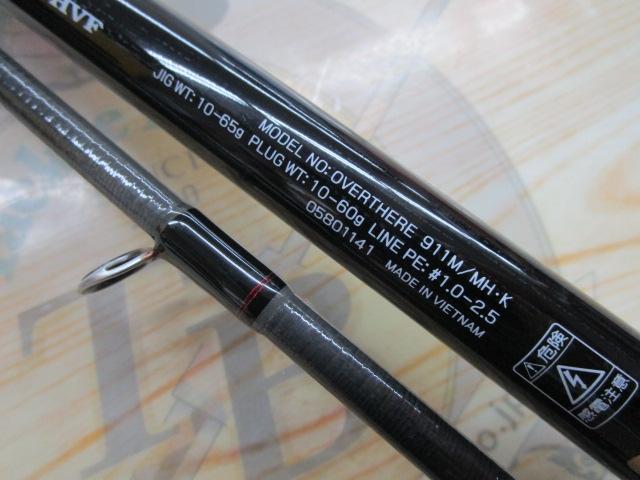 HVF
MODEL NO: OVERTHERE 911M/MH・K
JIG WT: 10-65g PLUG WT: 10-60g LINE PE: #1.0-2.5
05801141 MADE IN VIETNAM
⚠危険
感電注意
TB